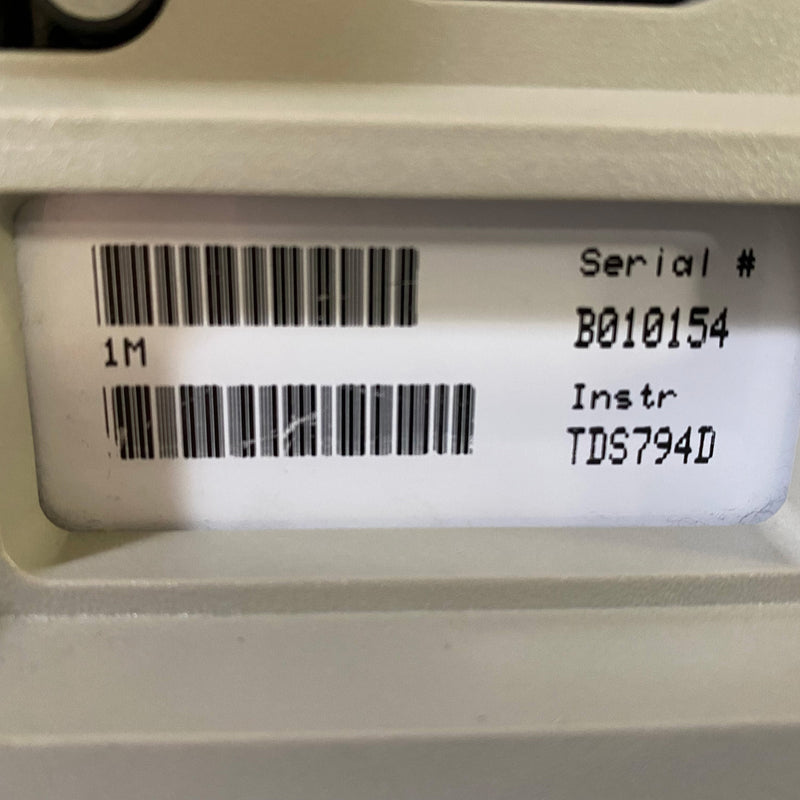 Serial #
B010154
1M
Instr
TDS794D